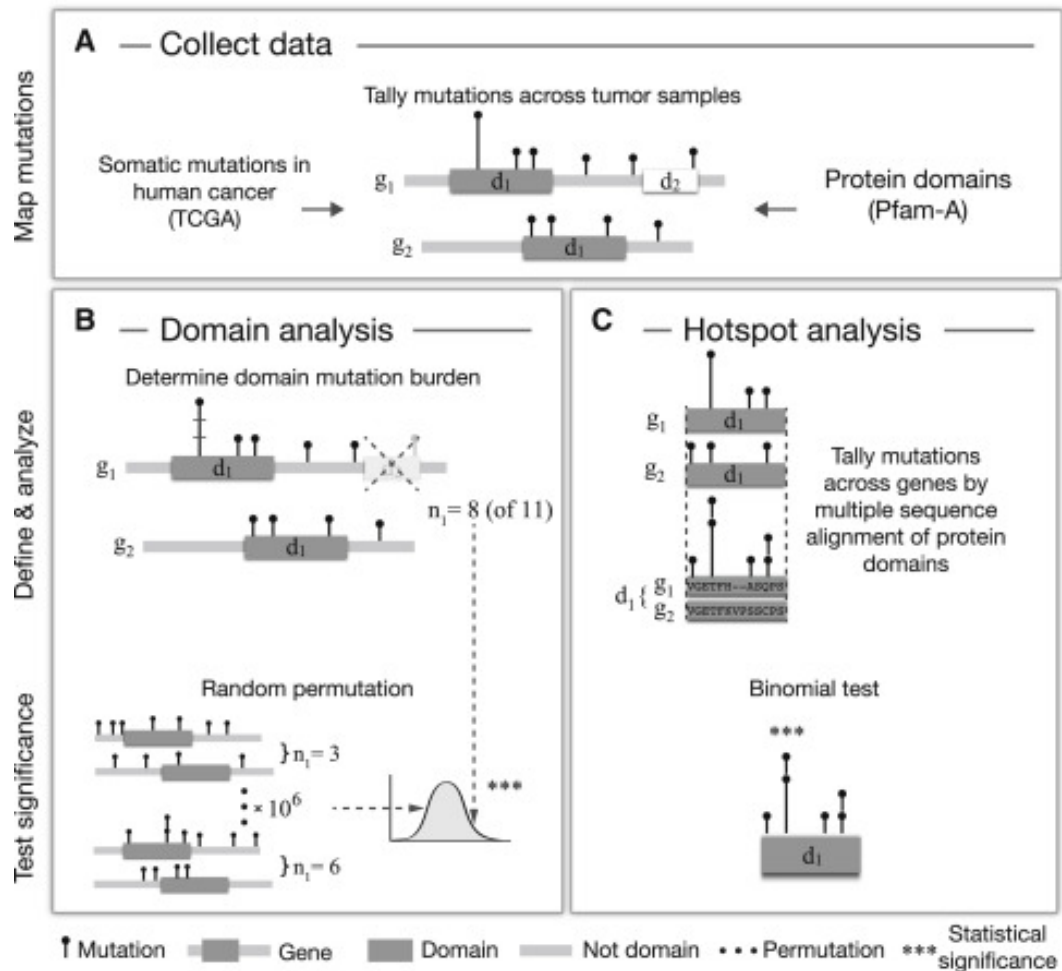 A Collect data
Map mutations
Tally mutations across tumor samples
Somatic mutations in
human cancer
(TCGA)
g1 d1 d2
g2 d1
Protein domains
(Pfam-A)
B Domain analysis
Define & analyze
Determine domain mutation burden
g1 d1
n1 = 8 (of 11)
g2 d1
Test significance
Random permutation
} n1 = 3
× 10^6
***
} n1 = 6
C Hotspot analysis
g1 d1
g2 d1
Tally mutations
across genes by
multiple sequence
alignment of protein
domains
d1 { g1 VGETFH--ASQPS
g2 VGETFKVPSSCPS
Binomial test
***
d1
Mutation Gene Domain Not domain Permutation *** Statistical
significance